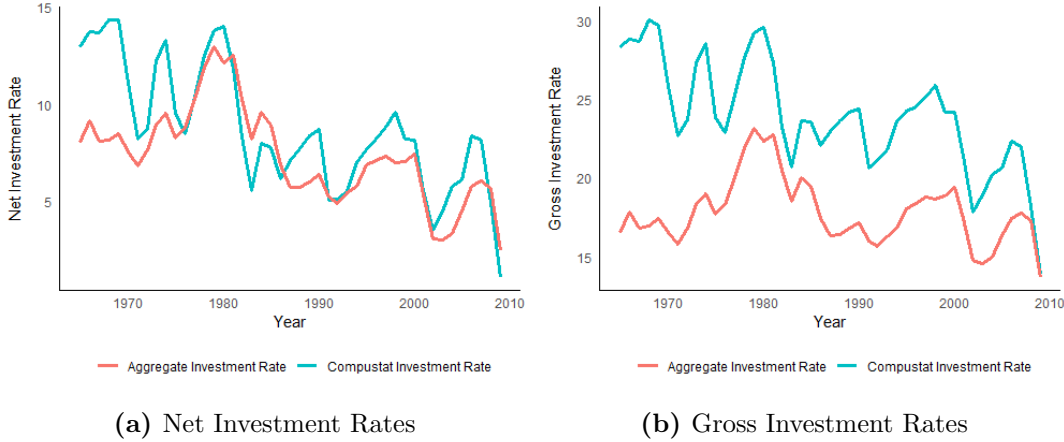 15
10
5
Net Investment Rate
1970 1980 1990 2000 2010
Year
Aggregate Investment Rate Compustat Investment Rate
(a) Net Investment Rates
30
25
20
15
Gross Investment Rate
1970 1980 1990 2000 2010
Year
Aggregate Investment Rate Compustat Investment Rate
(b) Gross Investment Rates